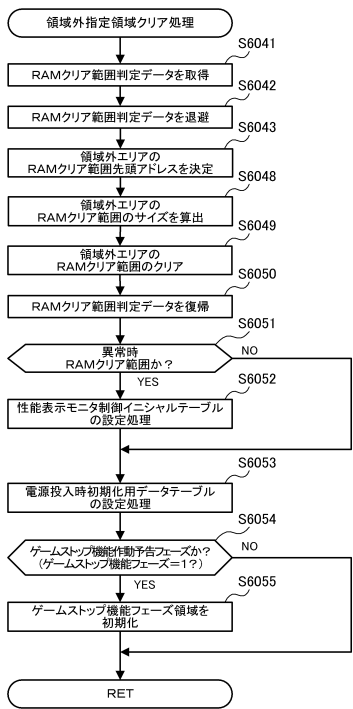 領域外指定領域クリア処理
S6041
RAMクリア範囲判定データを取得
S6042
RAMクリア範囲判定データを退避
S6043
領域外エリアの
RAMクリア範囲先頭アドレスを決定
S6048
領域外エリアの
RAMクリア範囲のサイズを算出
S6049
領域外エリアの
RAMクリア範囲のクリア
S6050
RAMクリア範囲判定データを復帰
S6051
異常時
RAMクリア範囲か?
NO
YES
S6052
性能表示モニタ制御イニシャルテーブル
の設定処理
S6053
電源投入時初期化用データテーブル
の設定処理
S6054
ゲームストップ機能作動予告フェーズか?
(ゲームストップ機能フェーズ=1?)
NO
YES
S6055
ゲームストップ機能フェーズ領域を
初期化
RET